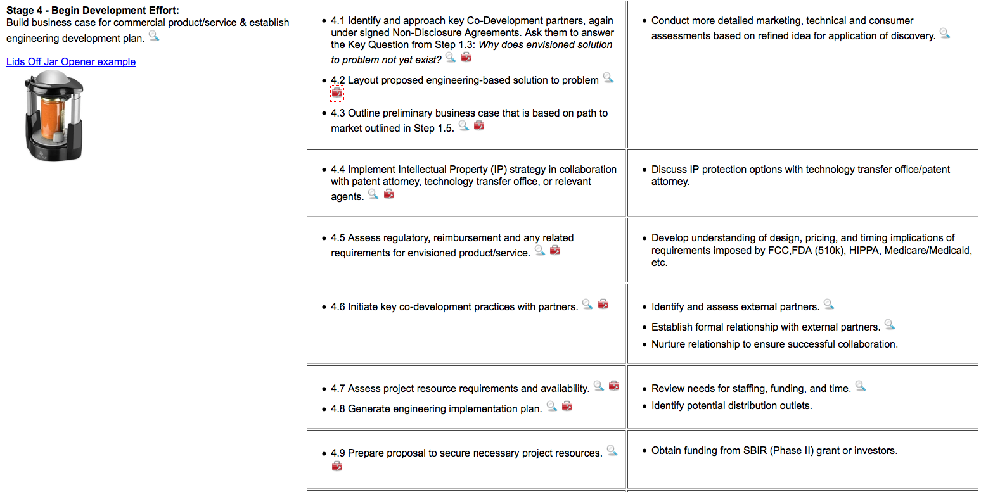 Stage 4 - Begin Development Effort:
Build business case for commercial product/service & establish
engineering development plan.
Lids Off Jar Opener example
• 4.1 Identify and approach key Co-Development partners, again
under signed Non-Disclosure Agreements. Ask them to answer
the Key Question from Step 1.3: Why does envisioned solution
to problem not yet exist?
• 4.2 Layout proposed engineering-based solution to problem
• 4.3 Outline preliminary business case that is based on path to
market outlined in Step 1.5.
• Conduct more detailed marketing, technical and consumer
assessments based on refined idea for application of discovery.
• 4.4 Implement Intellectual Property (IP) strategy in collaboration
with patent attorney, technology transfer office, or relevant
agents.
• Discuss IP protection options with technology transfer office/patent
attorney.
• 4.5 Assess regulatory, reimbursement and any related
requirements for envisioned product/service.
• Develop understanding of design, pricing, and timing implications of
requirements imposed by FCC,FDA (510k), HIPPA, Medicare/Medicaid,
etc.
• 4.6 Initiate key co-development practices with partners.
• Identify and assess external partners.
• Establish formal relationship with external partners.
• Nurture relationship to ensure successful collaboration.
• 4.7 Assess project resource requirements and availability.
• 4.8 Generate engineering implementation plan.
• Review needs for staffing, funding, and time.
• Identify potential distribution outlets.
• 4.9 Prepare proposal to secure necessary project resources.
• Obtain funding from SBIR (Phase II) grant or investors.